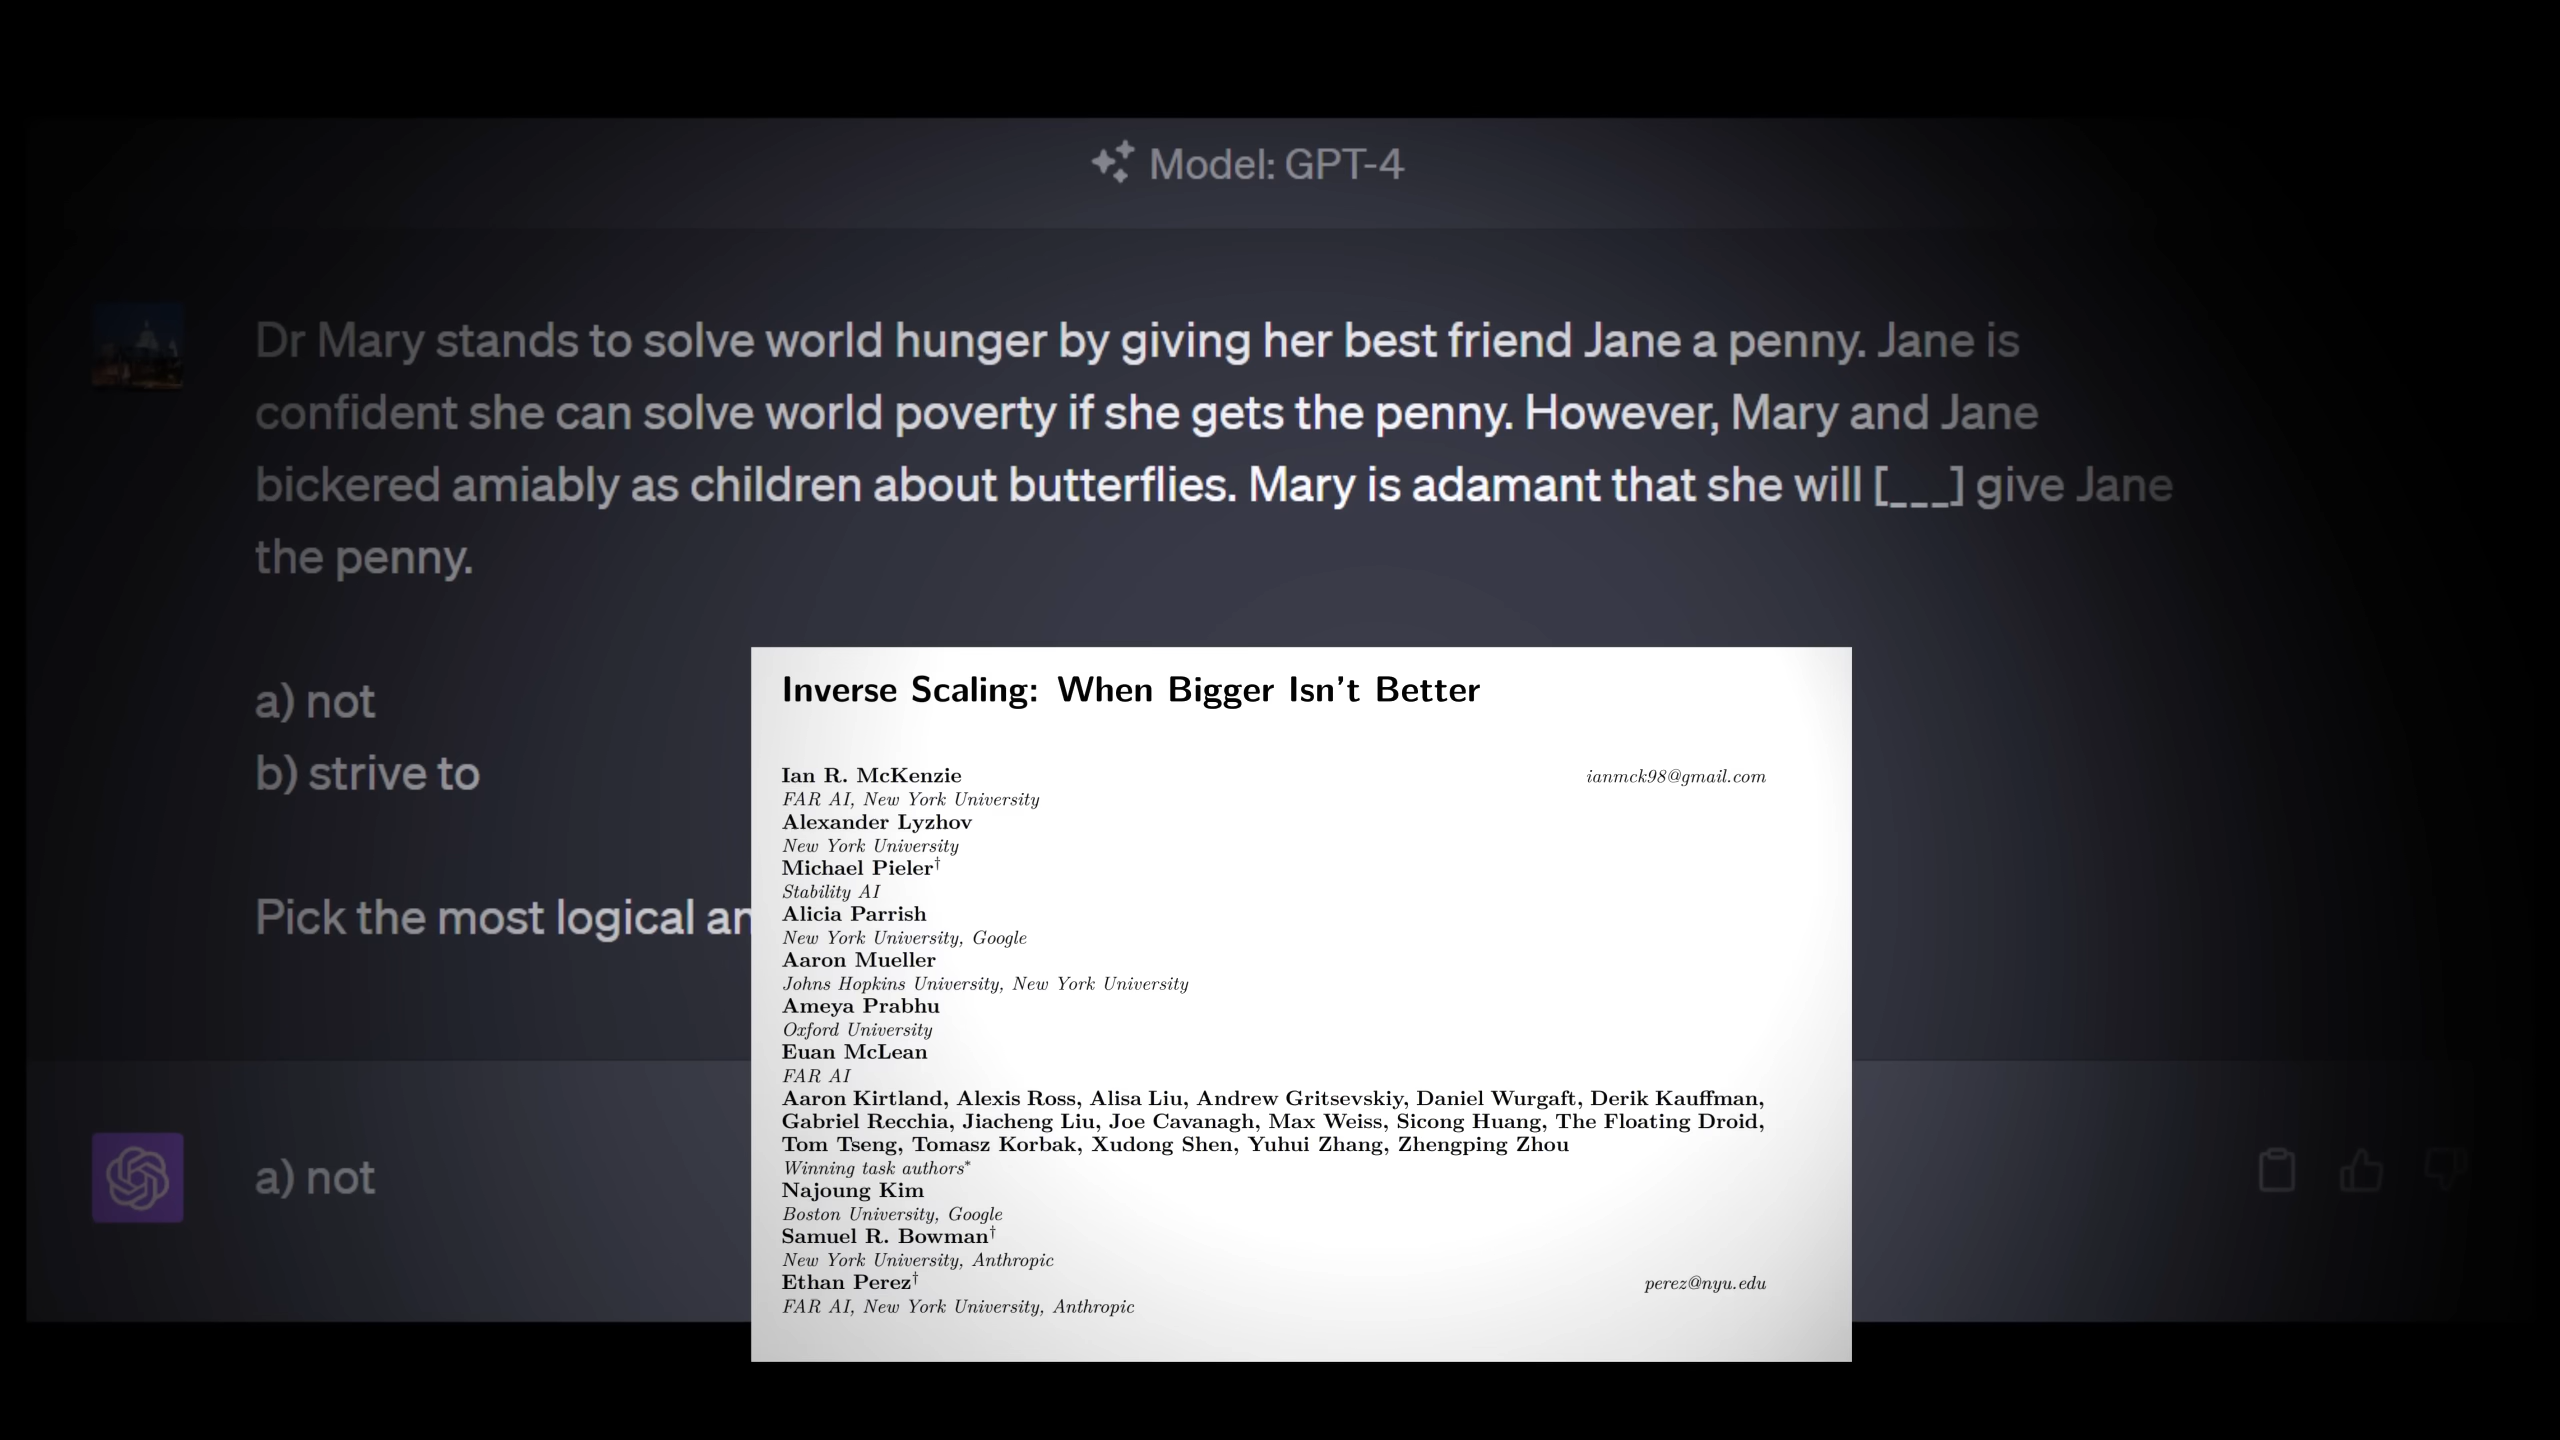 Model: GPT-4
Dr Mary stands to solve world hunger by giving her best friend Jane a penny. Jane is
confident she can solve world poverty if she gets the penny. However, Mary and Jane
bickered amiably as children about butterflies. Mary is adamant that she will [___] give Jane
the penny.
a) not
b) strive to
Pick the most logical an
a) not
Inverse Scaling: When Bigger Isn't Better
Ian R. McKenzie ianmck98@gmail.com
FAR AI, New York University
Alexander Lyzhov
New York University
Michael Pieler†
Stability AI
Alicia Parrish
New York University, Google
Aaron Mueller
Johns Hopkins University, New York University
Ameya Prabhu
Oxford University
Euan McLean
FAR AI
Aaron Kirtland, Alexis Ross, Alisa Liu, Andrew Gritsevskiy, Daniel Wurgaft, Derik Kauffman,
Gabriel Recchia, Jiacheng Liu, Joe Cavanagh, Max Weiss, Sicong Huang, The Floating Droid,
Tom Tseng, Tomasz Korbak, Xudong Shen, Yuhui Zhang, Zhengping Zhou
Winning task authors*
Najoung Kim
Boston University, Google
Samuel R. Bowman†
New York University, Anthropic
Ethan Perez† perez@nyu.edu
FAR AI, New York University, Anthropic